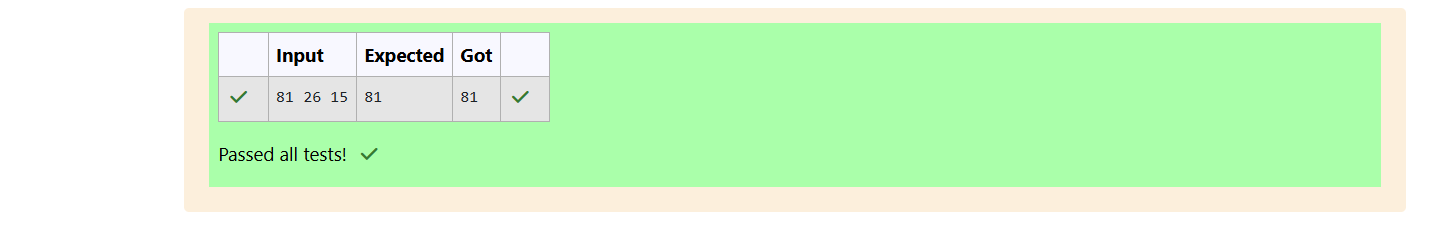 Input Expected Got
81 26 15 81 81
Passed all tests!